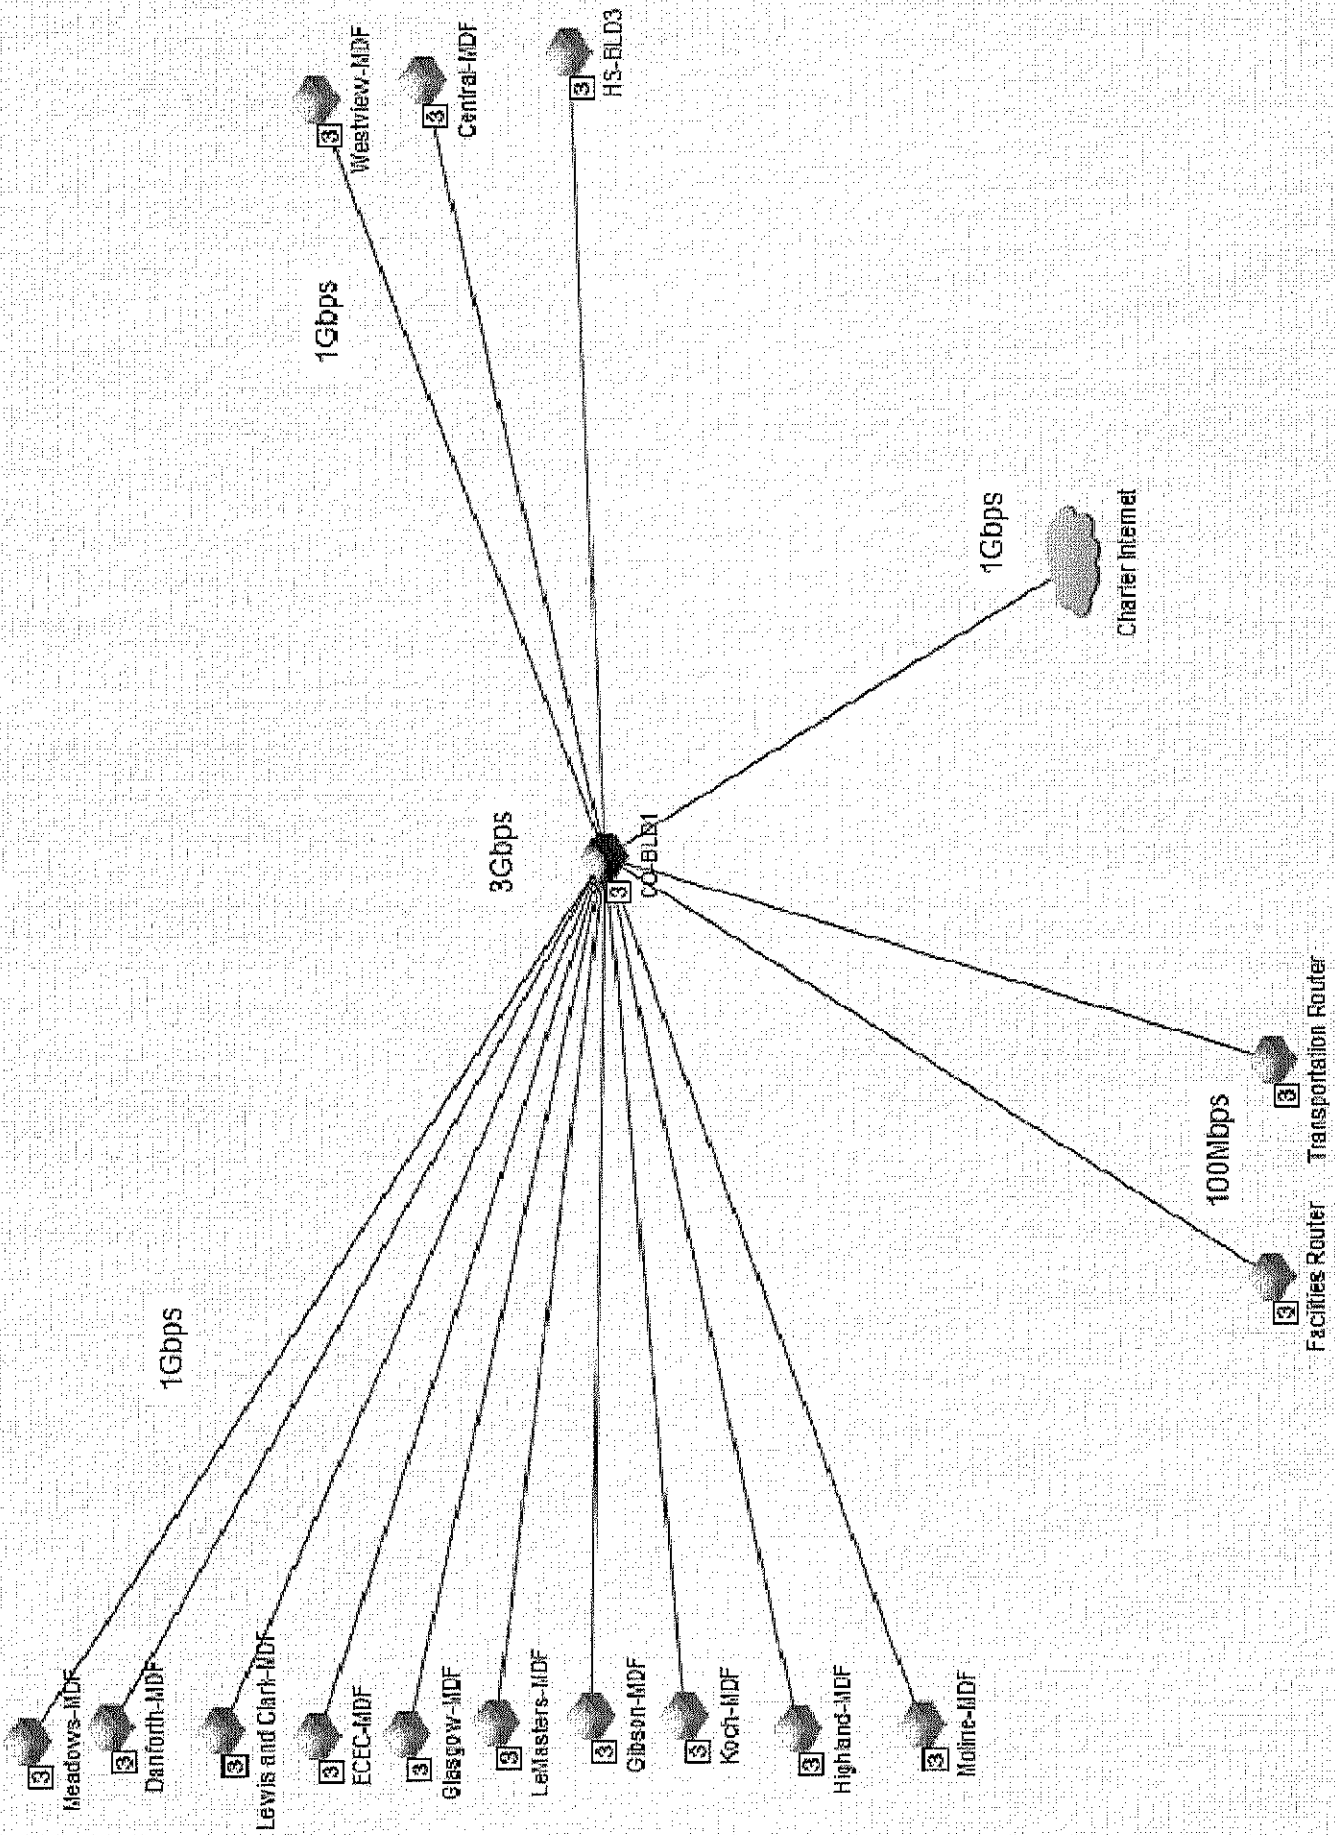 Meadows-MDF
3
Danforth-MDF
3
Lewis and Clark-MDF
3
ECEC-MDF
3
Glasgow-MDF
3
LeMasters-MDF
3
Gibson-MDF
3
Koch-MDF
3
Highland-MDF
3
Moline-MDF
3
1Gbps
3Gbps
3
CO-BLD1
1Gbps
3
Westview-MDF
3
Central-MDF
3
HS-BLD3
1Gbps
Charter Internet
100Mbps
3
Facilities Router
3
Transportation Router